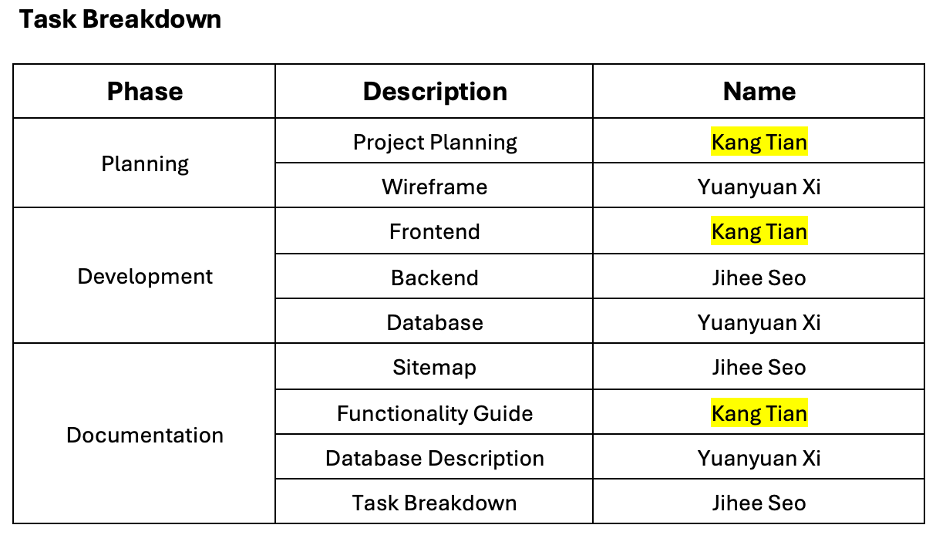 Task Breakdown
Phase Description Name
Planning
Project Planning Kang Tian
Wireframe Yuanyuan Xi
Development
Frontend Kang Tian
Backend Jihee Seo
Database Yuanyuan Xi
Documentation
Sitemap Jihee Seo
Functionality Guide Kang Tian
Database Description Yuanyuan Xi
Task Breakdown Jihee Seo